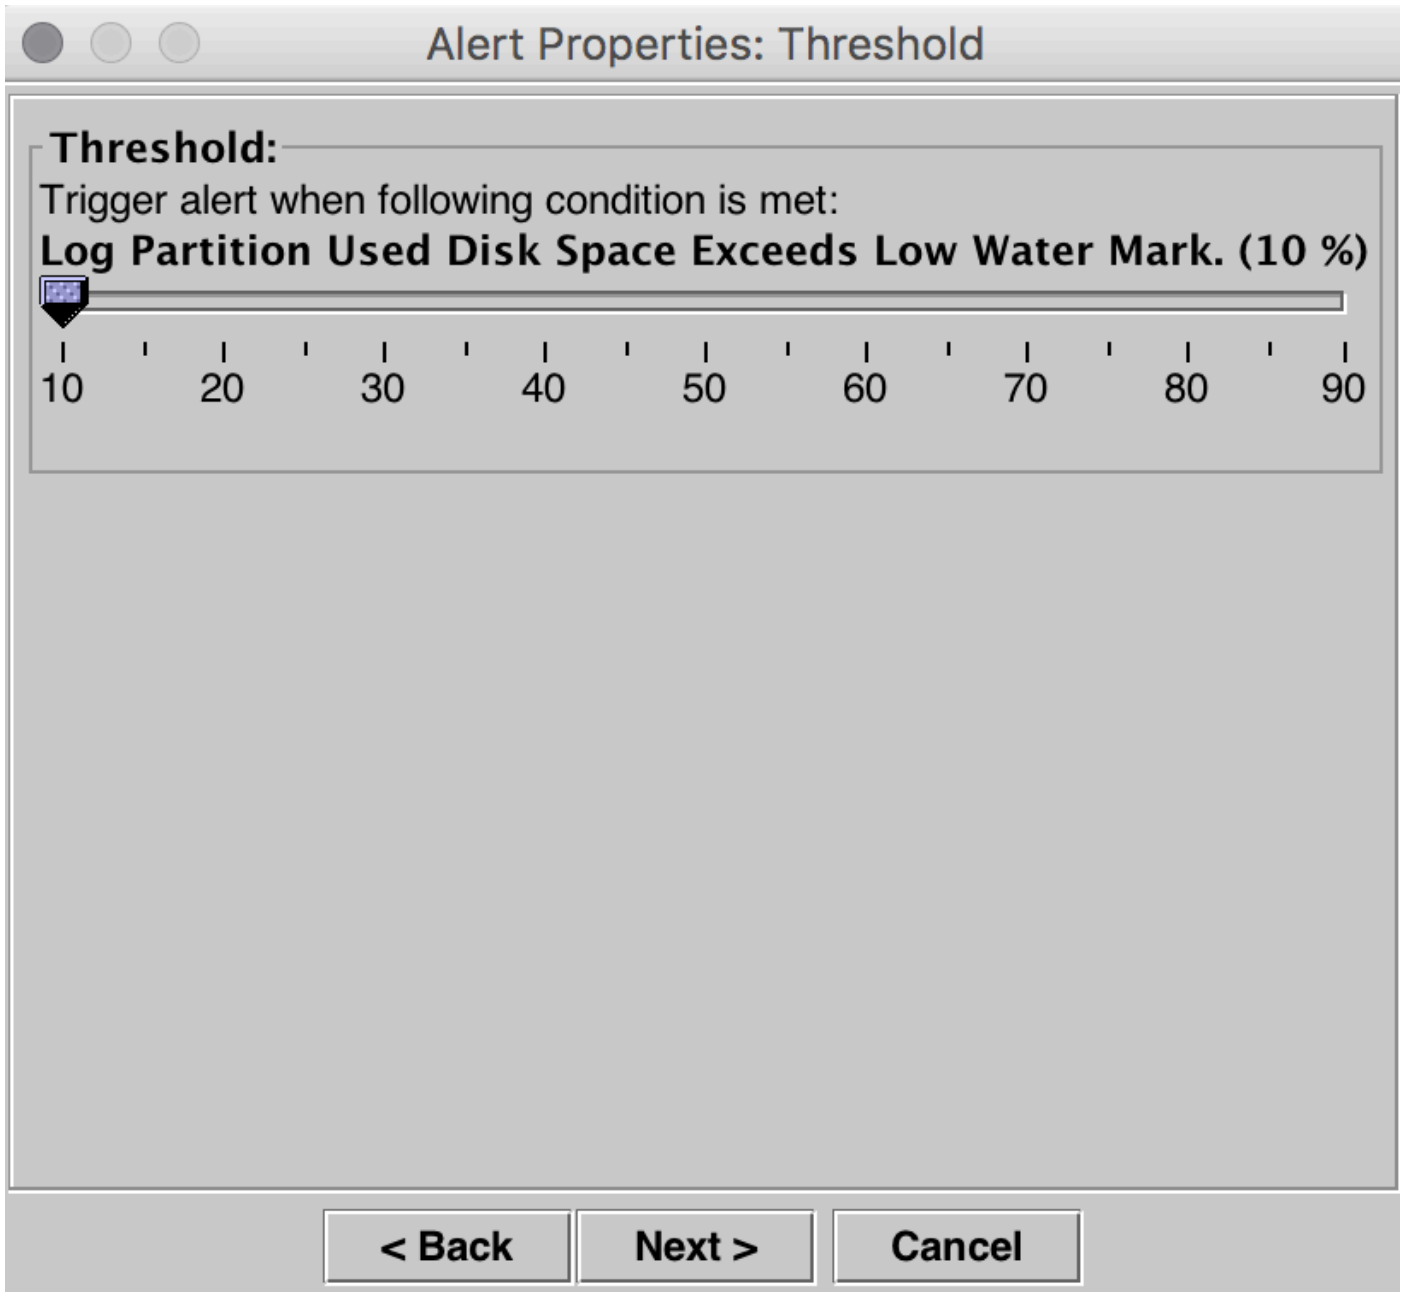 Alert Properties: Threshold
Threshold:
Trigger alert when following condition is met:
Log Partition Used Disk Space Exceeds Low Water Mark. (10 %)
10 20 30 40 50 60 70 80 90
< Back Next > Cancel